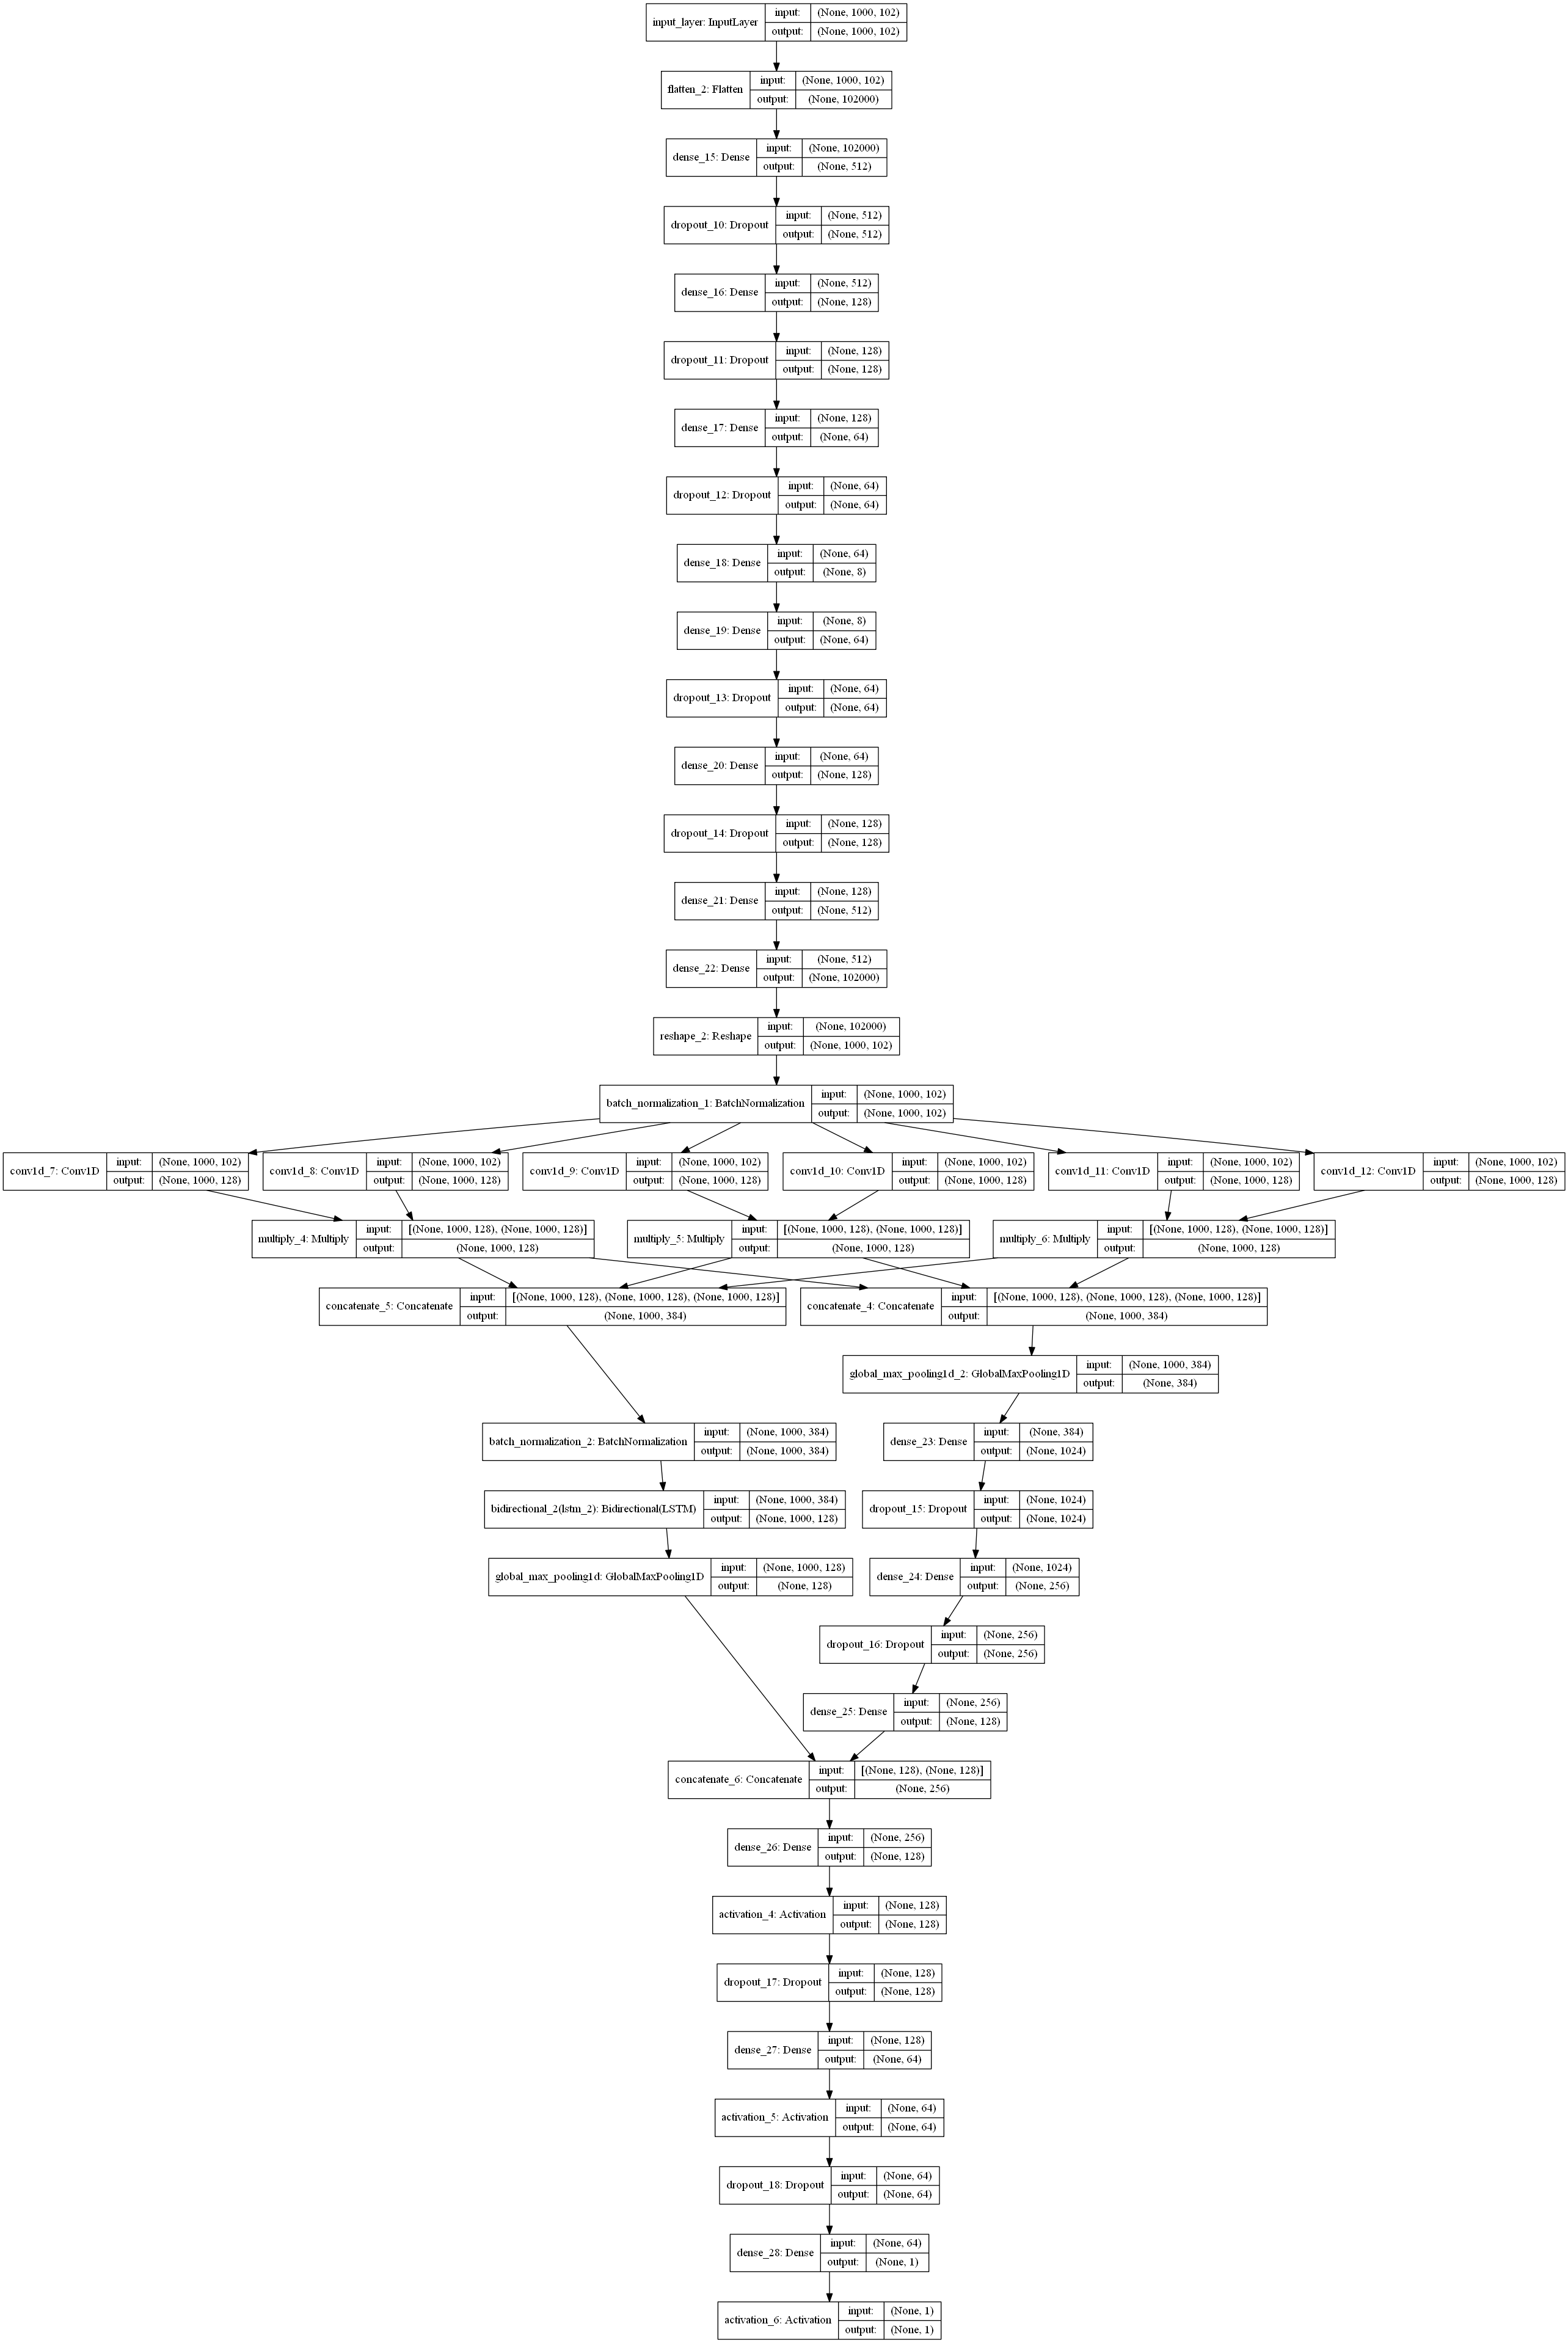 input_layer: InputLayer
input: (None, 1000, 102)
output: (None, 1000, 102)
flatten_2: Flatten
input: (None, 1000, 102)
output: (None, 102000)
dense_15: Dense
input: (None, 102000)
output: (None, 512)
dropout_10: Dropout
input: (None, 512)
output: (None, 512)
dense_16: Dense
input: (None, 512)
output: (None, 128)
dropout_11: Dropout
input: (None, 128)
output: (None, 128)
dense_17: Dense
input: (None, 128)
output: (None, 64)
dropout_12: Dropout
input: (None, 64)
output: (None, 64)
dense_18: Dense
input: (None, 64)
output: (None, 8)
dense_19: Dense
input: (None, 8)
output: (None, 64)
dropout_13: Dropout
input: (None, 64)
output: (None, 64)
dense_20: Dense
input: (None, 64)
output: (None, 128)
dropout_14: Dropout
input: (None, 128)
output: (None, 128)
dense_21: Dense
input: (None, 128)
output: (None, 512)
dense_22: Dense
input: (None, 512)
output: (None, 102000)
reshape_2: Reshape
input: (None, 102000)
output: (None, 1000, 102)
batch_normalization_1: BatchNormalization
input: (None, 1000, 102)
output: (None, 1000, 102)
conv1d_7: Conv1D
input: (None, 1000, 102)
output: (None, 1000, 128)
conv1d_8: Conv1D
input: (None, 1000, 102)
output: (None, 1000, 128)
conv1d_9: Conv1D
input: (None, 1000, 102)
output: (None, 1000, 128)
conv1d_10: Conv1D
input: (None, 1000, 102)
output: (None, 1000, 128)
conv1d_11: Conv1D
input: (None, 1000, 102)
output: (None, 1000, 128)
conv1d_12: Conv1D
input: (None, 1000, 102)
output: (None, 1000, 128)
multiply_4: Multiply
input: [(None, 1000, 128), (None, 1000, 128)]
output: (None, 1000, 128)
multiply_5: Multiply
input: [(None, 1000, 128), (None, 1000, 128)]
output: (None, 1000, 128)
multiply_6: Multiply
input: [(None, 1000, 128), (None, 1000, 128)]
output: (None, 1000, 128)
concatenate_5: Concatenate
input: [(None, 1000, 128), (None, 1000, 128), (None, 1000, 128)]
output: (None, 1000, 384)
concatenate_4: Concatenate
input: [(None, 1000, 128), (None, 1000, 128), (None, 1000, 128)]
output: (None, 1000, 384)
global_max_pooling1d_2: GlobalMaxPooling1D
input: (None, 1000, 384)
output: (None, 384)
batch_normalization_2: BatchNormalization
input: (None, 1000, 384)
output: (None, 1000, 384)
dense_23: Dense
input: (None, 384)
output: (None, 1024)
bidirectional_2(lstm_2): Bidirectional(LSTM)
input: (None, 1000, 384)
output: (None, 1000, 128)
dropout_15: Dropout
input: (None, 1024)
output: (None, 1024)
global_max_pooling1d: GlobalMaxPooling1D
input: (None, 1000, 128)
output: (None, 128)
dense_24: Dense
input: (None, 1024)
output: (None, 256)
dropout_16: Dropout
input: (None, 256)
output: (None, 256)
dense_25: Dense
input: (None, 256)
output: (None, 128)
concatenate_6: Concatenate
input: [(None, 128), (None, 128)]
output: (None, 256)
dense_26: Dense
input: (None, 256)
output: (None, 128)
activation_4: Activation
input: (None, 128)
output: (None, 128)
dropout_17: Dropout
input: (None, 128)
output: (None, 128)
dense_27: Dense
input: (None, 128)
output: (None, 64)
activation_5: Activation
input: (None, 64)
output: (None, 64)
dropout_18: Dropout
input: (None, 64)
output: (None, 64)
dense_28: Dense
input: (None, 64)
output: (None, 1)
activation_6: Activation
input: (None, 1)
output: (None, 1)